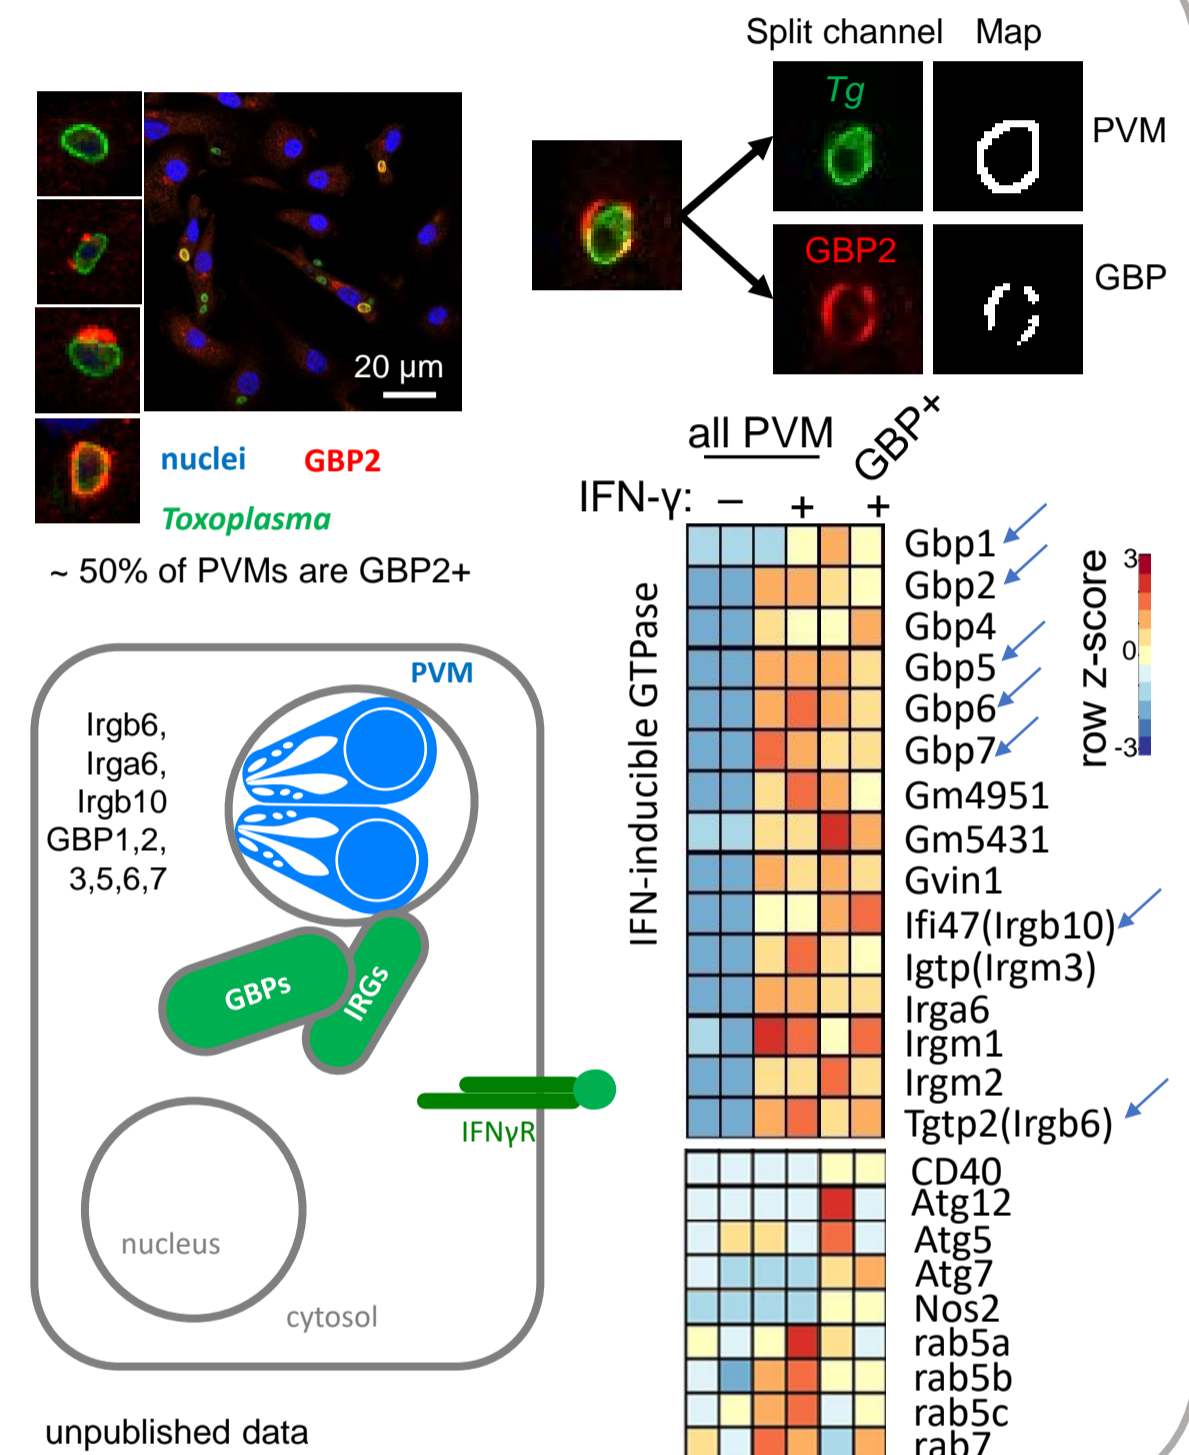 Split channel Map
Tg
PVM
GBP2
GBP
20 µm
nuclei GBP2
Toxoplasma
~ 50% of PVMs are GBP2+
all PVM GBP+
IFN-γ: – + +
IFN-inducible GTPase
Gbp1
Gbp2
Gbp4
Gbp5
Gbp6
Gbp7
Gm4951
Gm5431
Gvin1
Ifi47(Irgb10)
Igtp(Irgm3)
Irga6
Irgm1
Irgm2
Tgtp2(Irgb6)
CD40
Atg12
Atg5
Atg7
Nos2
rab5a
rab5b
rab5c
rab7
row z-score
3
0
-3
PVM
Irgb6,
Irga6,
Irgb10
GBP1,2,
3,5,6,7
GBPs
IRGs
IFNγR
nucleus
cytosol
unpublished data